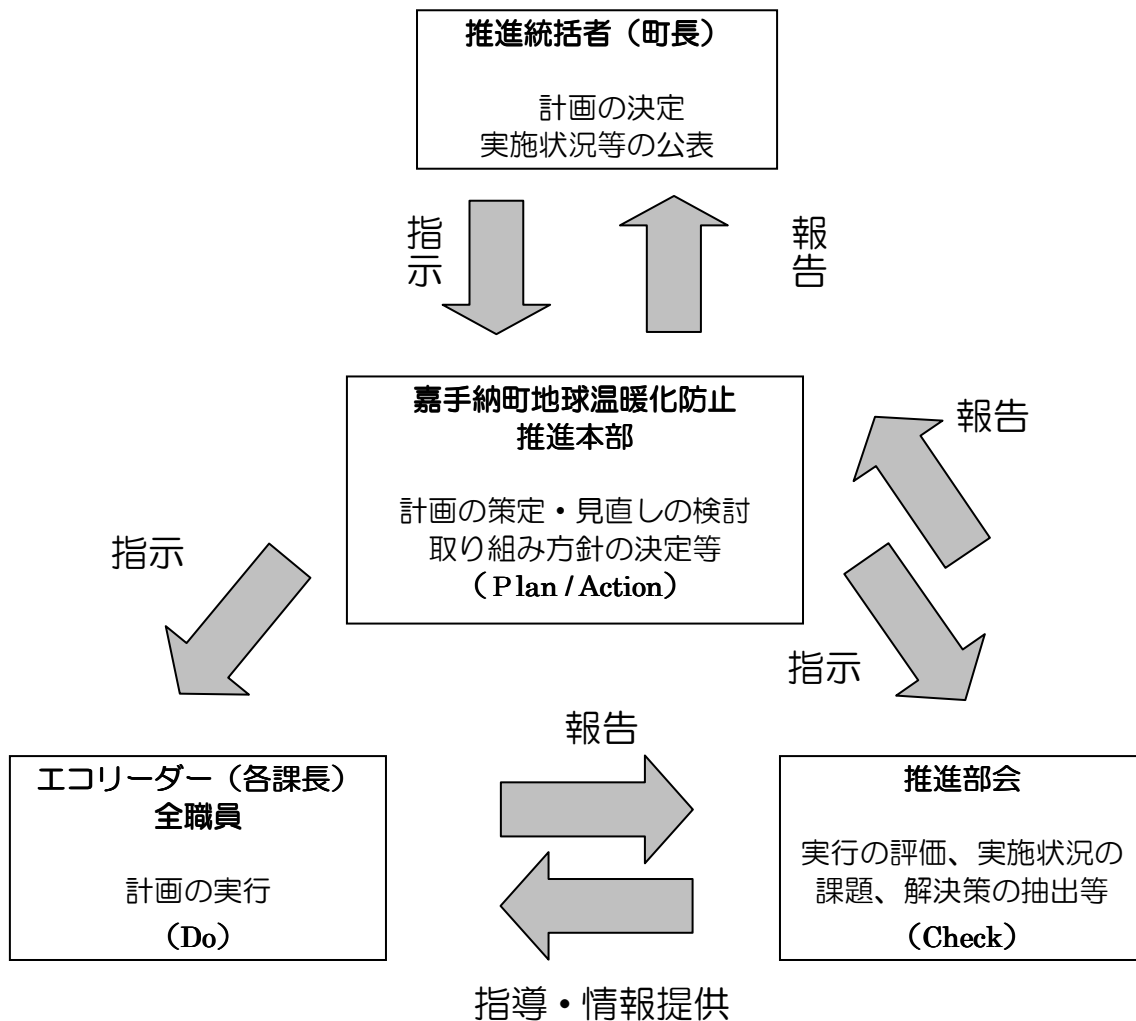 推進統括者（町長）
計画の決定
実施状況等の公表
指示
報告
嘉手納町地球温暖化防止
推進本部
計画の策定・見直しの検討
取り組み方針の決定等
（Ｐlan / Action）
報告
指示
指示
報告
エコリーダー（各課長）
全職員
計画の実行
（Do）
推進部会
実行の評価、実施状況の
課題、解決策の抽出等
（Check）
指導・情報提供